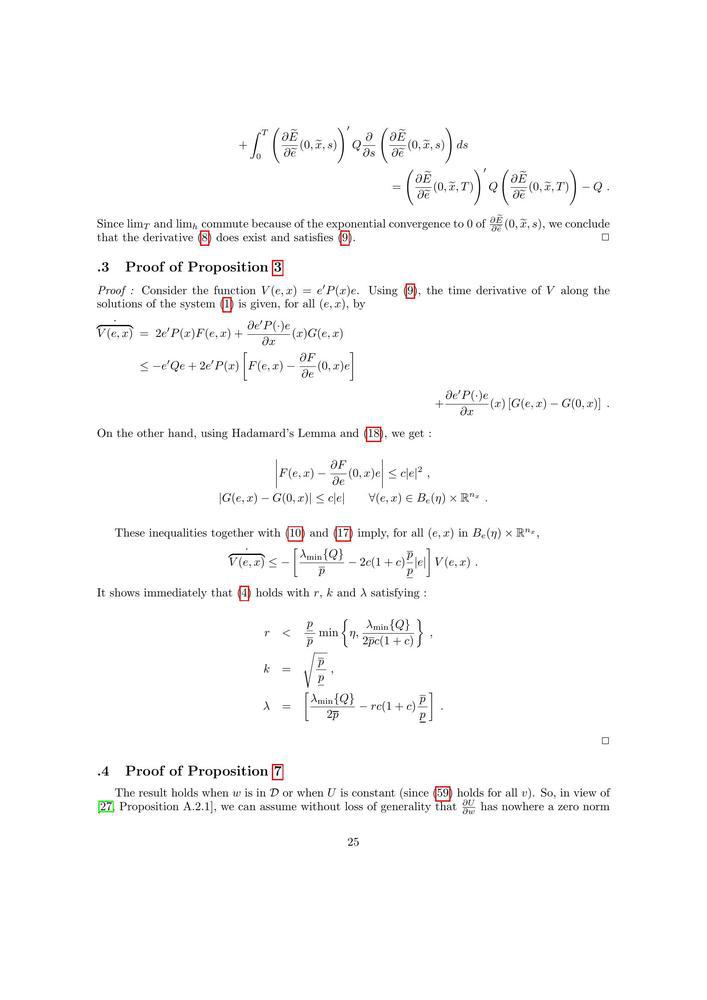 + \int_0^T \left( \frac{\partial \widetilde{E}}{\partial \widetilde{e}}(0, \widetilde{x}, s) \right)' Q \frac{\partial}{\partial s} \left( \frac{\partial \widetilde{E}}{\partial \widetilde{e}}(0, \widetilde{x}, s) \right) ds
= \left( \frac{\partial \widetilde{E}}{\partial \widetilde{e}}(0, \widetilde{x}, T) \right)' Q \left( \frac{\partial \widetilde{E}}{\partial \widetilde{e}}(0, \widetilde{x}, T) \right) - Q .
Since lim_T and lim_h commute because of the exponential convergence to 0 of \frac{\partial \widetilde{E}}{\partial \widetilde{e}}(0, \widetilde{x}, s), we conclude
that the derivative (8) does exist and satisfies (9). □
.3 Proof of Proposition 3
Proof : Consider the function V(e, x) = e'P(x)e. Using (9), the time derivative of V along the
solutions of the system (1) is given, for all (e, x), by
\dot{\overline{V(e, x)}} = 2e'P(x)F(e, x) + \frac{\partial e'P(\cdot)e}{\partial x}(x)G(e, x)
\leq -e'Qe + 2e'P(x) \left[ F(e, x) - \frac{\partial F}{\partial e}(0, x)e \right]
+ \frac{\partial e'P(\cdot)e}{\partial x}(x) [G(e, x) - G(0, x)] .
On the other hand, using Hadamard's Lemma and (18), we get :
\left| F(e, x) - \frac{\partial F}{\partial e}(0, x)e \right| \leq c|e|^2 ,
|G(e, x) - G(0, x)| \leq c|e| \forall (e, x) \in B_e(\eta) \times \mathbb{R}^{n_x} .
These inequalities together with (10) and (17) imply, for all (e, x) in B_e(\eta) \times \mathbb{R}^{n_x},
\dot{\overline{V(e, x)}} \leq - \left[ \frac{\lambda_{\min}\{Q\}}{\overline{p}} - 2c(1 + c)\frac{\overline{p}}{\underline{p}}|e| \right] V(e, x) .
It shows immediately that (4) holds with r, k and λ satisfying :
r < \frac{\underline{p}}{\overline{p}} \min \left\{ \eta, \frac{\lambda_{\min}\{Q\}}{2\overline{p}c(1 + c)} \right\} ,
k = \sqrt{\frac{\overline{p}}{\underline{p}}} ,
\lambda = \left[ \frac{\lambda_{\min}\{Q\}}{2\overline{p}} - rc(1 + c)\frac{\overline{p}}{\underline{p}} \right] .
□
.4 Proof of Proposition 7
The result holds when w is in \mathcal{D} or when U is constant (since (59) holds for all v). So, in view of
[27, Proposition A.2.1], we can assume without loss of generality that \frac{\partial U}{\partial w} has nowhere a zero norm
25